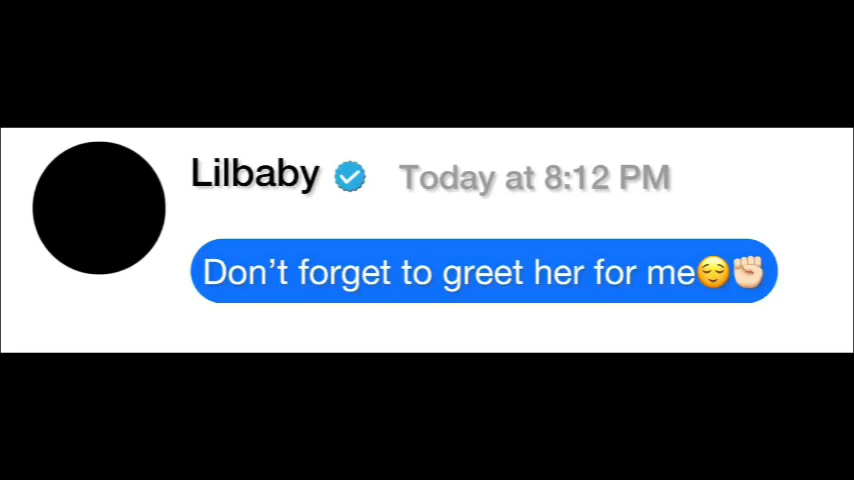 Lilbaby Today at 8:12 PM
Don’t forget to greet her for me😌✊🏻